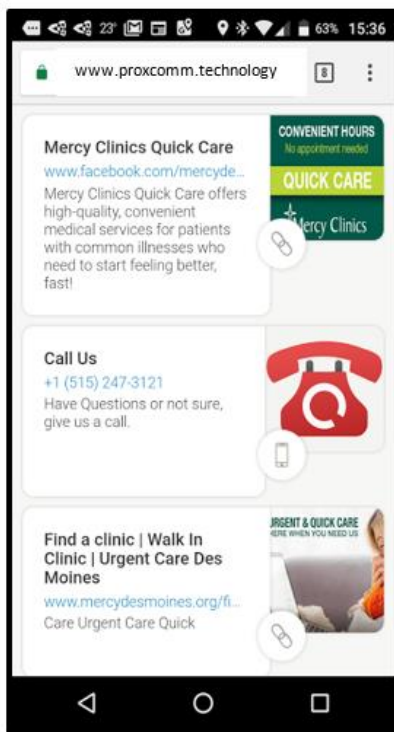 23° 63% 15:36
www.proxcomm.technology 8
Mercy Clinics Quick Care
www.facebook.com/mercyde...
Mercy Clinics Quick Care offers
high-quality, convenient
medical services for patients
with common illnesses who
need to start feeling better,
fast!
CONVENIENT HOURS
No appointment needed
QUICK CARE
Mercy Clinics
Call Us
+1 (515) 247-3121
Have Questions or not sure,
give us a call.
Find a clinic | Walk In
Clinic | Urgent Care Des
Moines
www.mercydesmoines.org/fi...
Care Urgent Care Quick
URGENT & QUICK CARE
HERE WHEN YOU NEED US